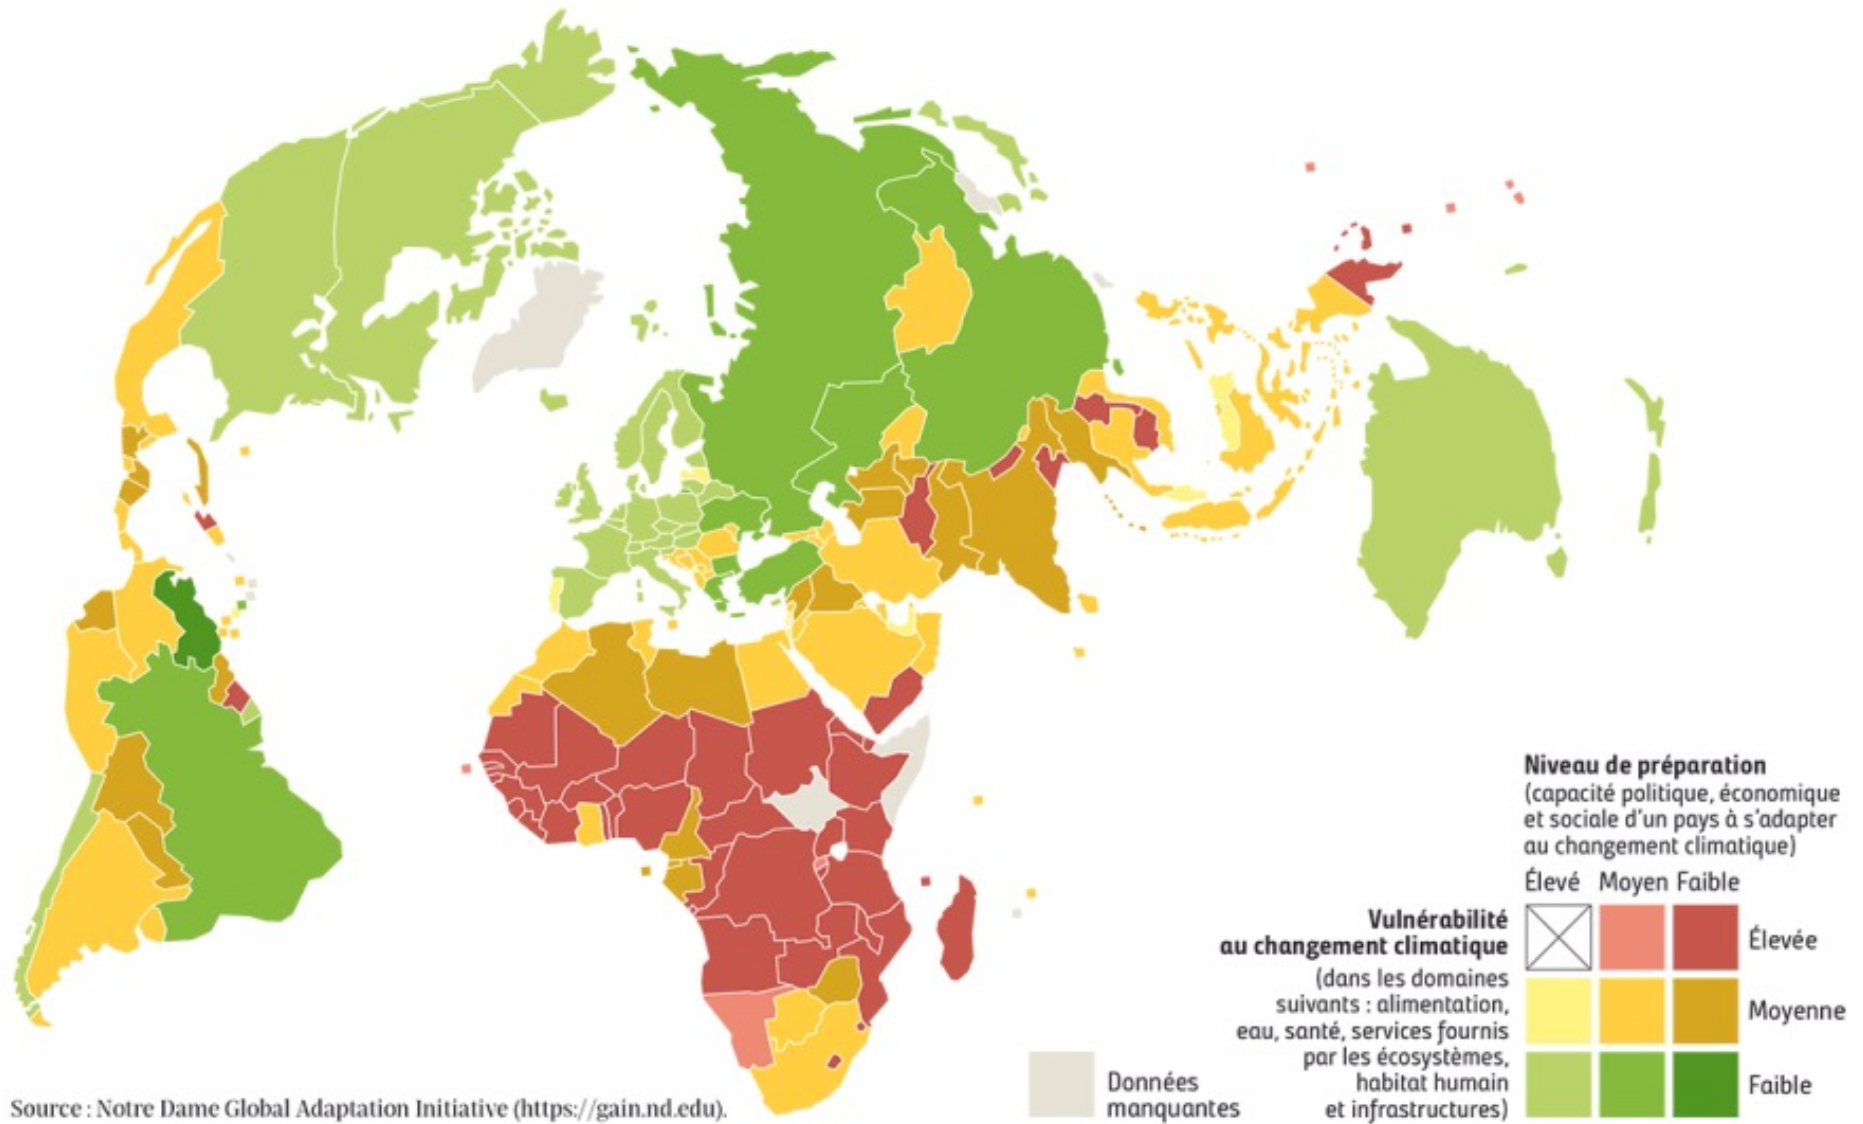 Niveau de préparation
(capacité politique, économique
et sociale d'un pays à s'adapter
au changement climatique)
Élevé Moyen Faible
Vulnérabilité
au changement climatique
(dans les domaines
suivants : alimentation,
eau, santé, services fournis
par les écosystèmes,
habitat humain
et infrastructures)
Élevée
Moyenne
Faible
Données
manquantes
Source : Notre Dame Global Adaptation Initiative (https://gain.nd.edu).